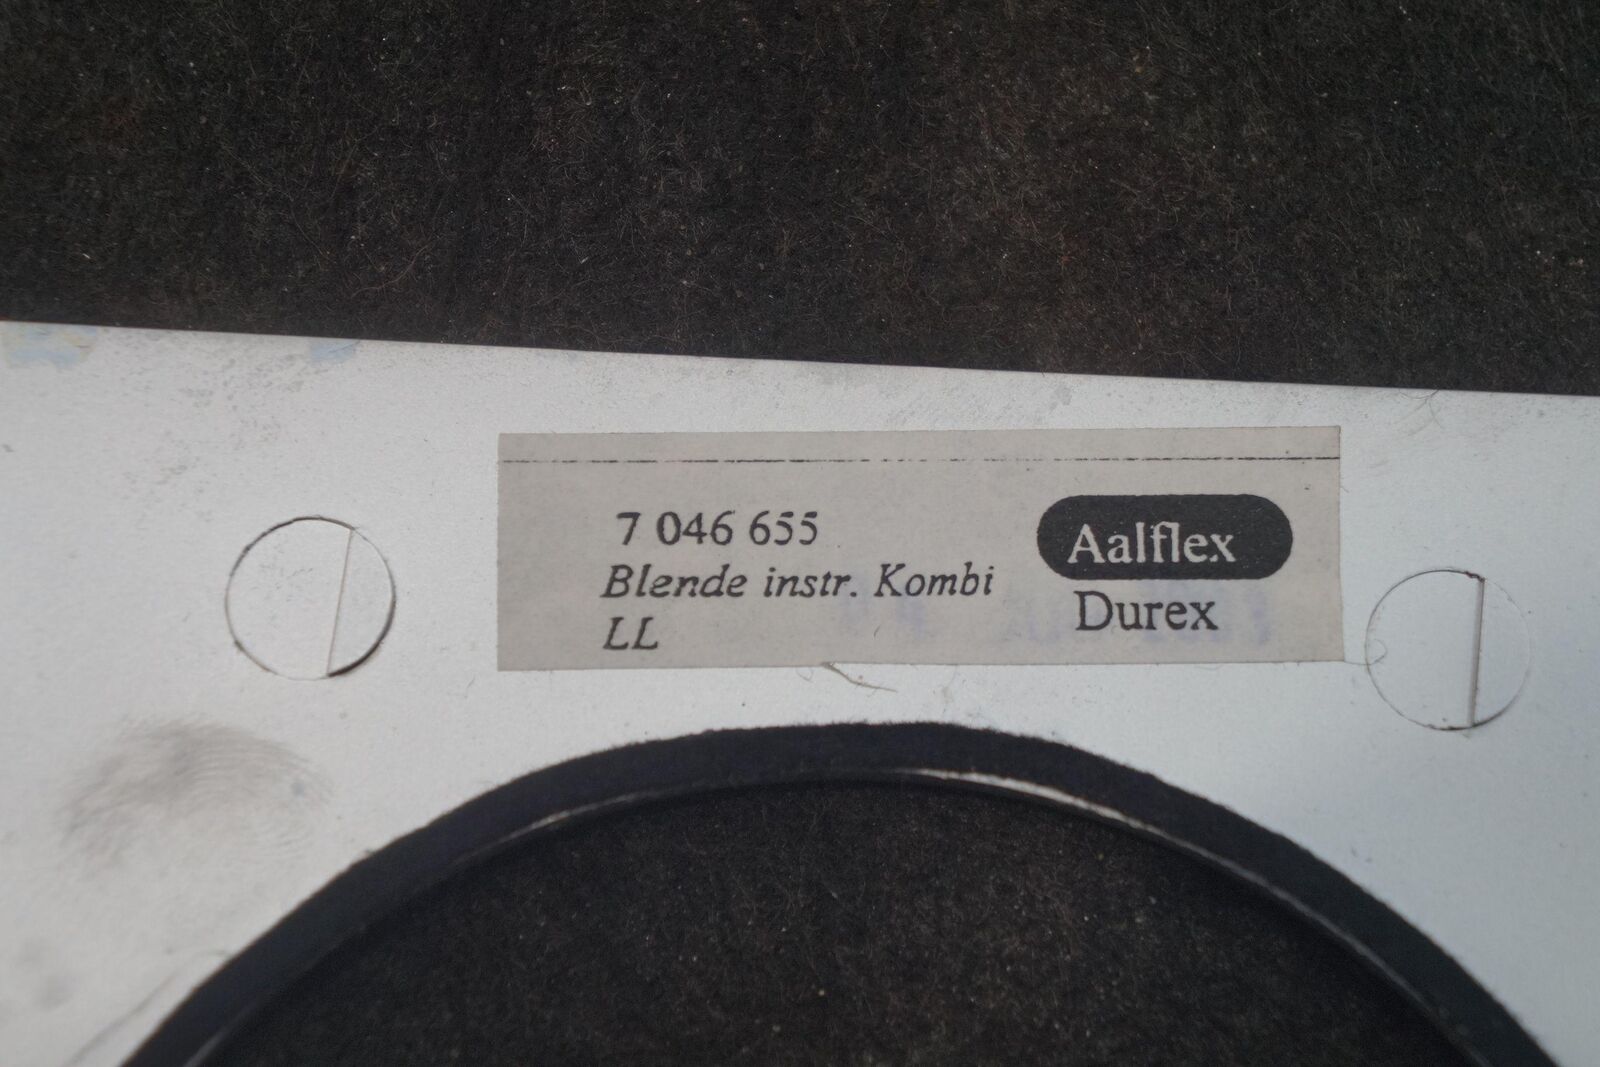 7 046 655
Blende instr. Kombi
LL
Aalflex
Durex